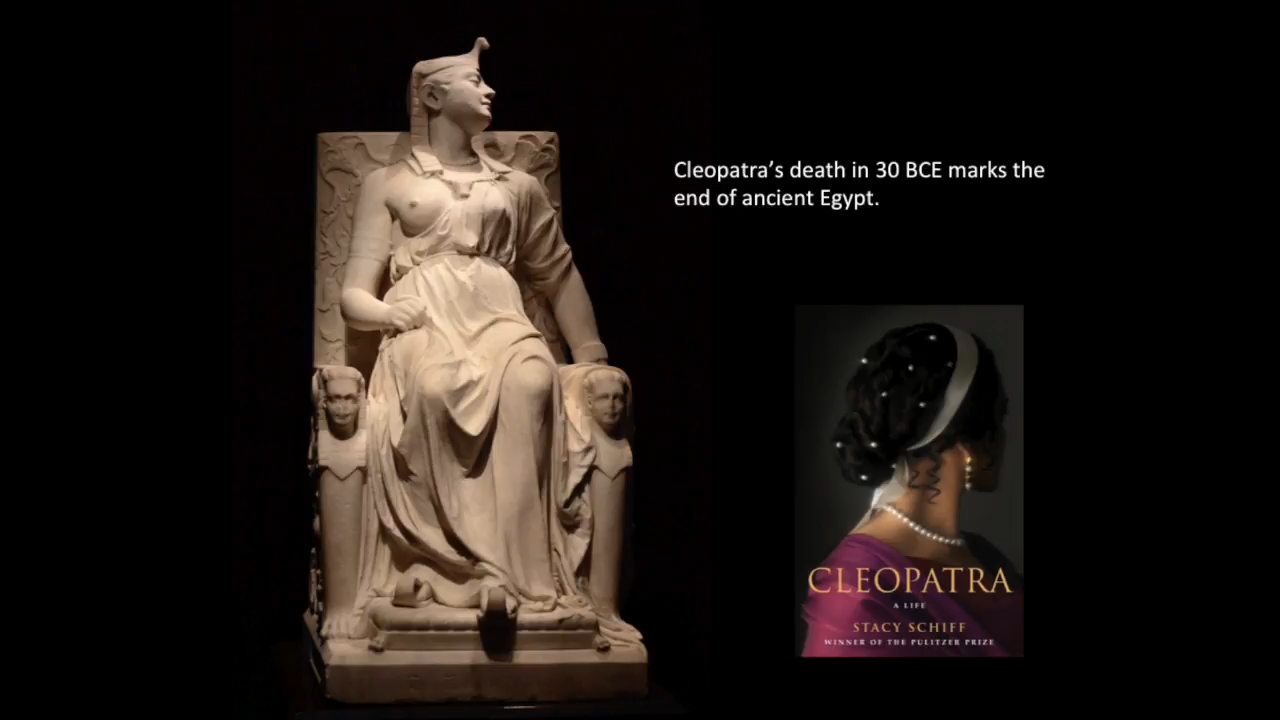 Cleopatra’s death in 30 BCE marks the
end of ancient Egypt.
CLEOPATRA
A LIFE
STACY SCHIFF
WINNER OF THE PULITZER PRIZE